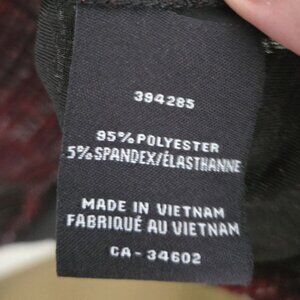 394285
95% POLYESTER
5% SPANDEX/ÉLASTHANNE
MADE IN VIETNAM
FABRIQUÉ AU VIETNAM
CA-34602